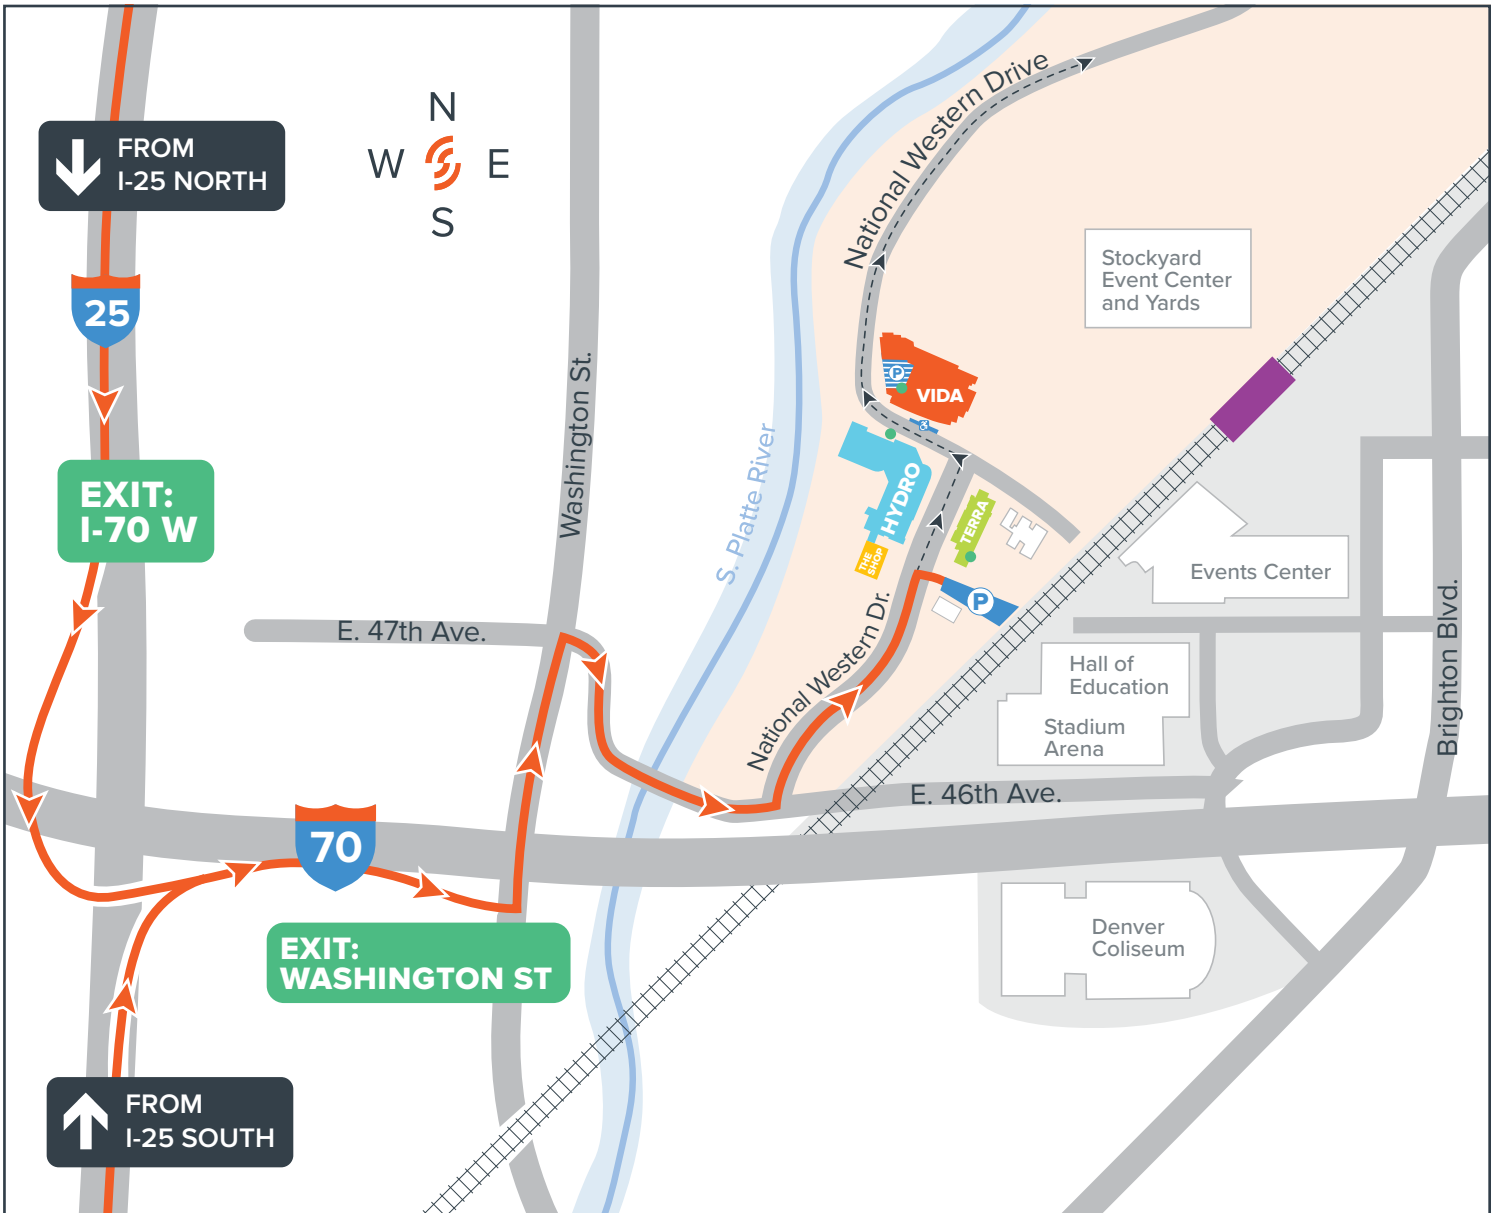 N
W
E
S
FROM
I-25 NORTH
25
EXIT:
I-70 W
Washington St.
E. 47th Ave.
70
EXIT:
WASHINGTON ST
FROM
I-25 SOUTH
S. Platte River
National Western Drive
Stockyard
Event Center
and Yards
P
VIDA
HYDRO
THE
SHOP
TERRA
P
National Western Dr.
Events Center
Hall of
Education
Stadium
Arena
Brighton Blvd.
E. 46th Ave.
Denver
Coliseum